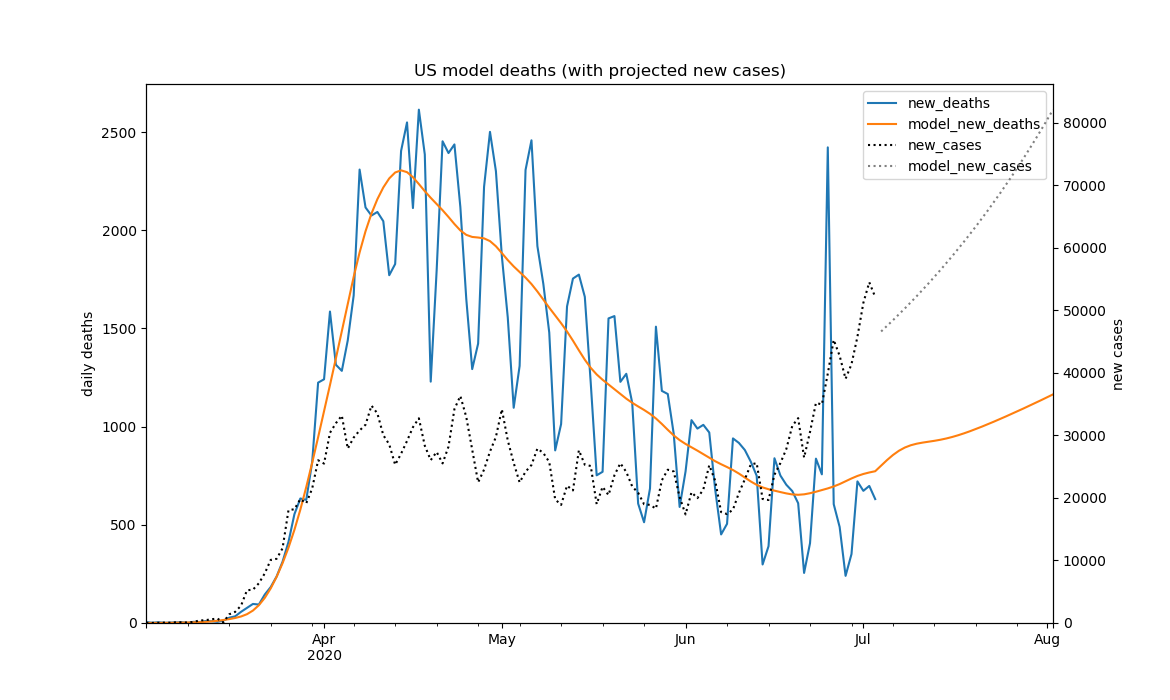 US model deaths (with projected new cases)
new_deaths
model_new_deaths
new_cases
model_new_cases
2500
2000
1500
1000
500
0
daily deaths
80000
70000
60000
50000
40000
30000
20000
10000
0
new cases
Apr
2020
May
Jun
Jul
Aug